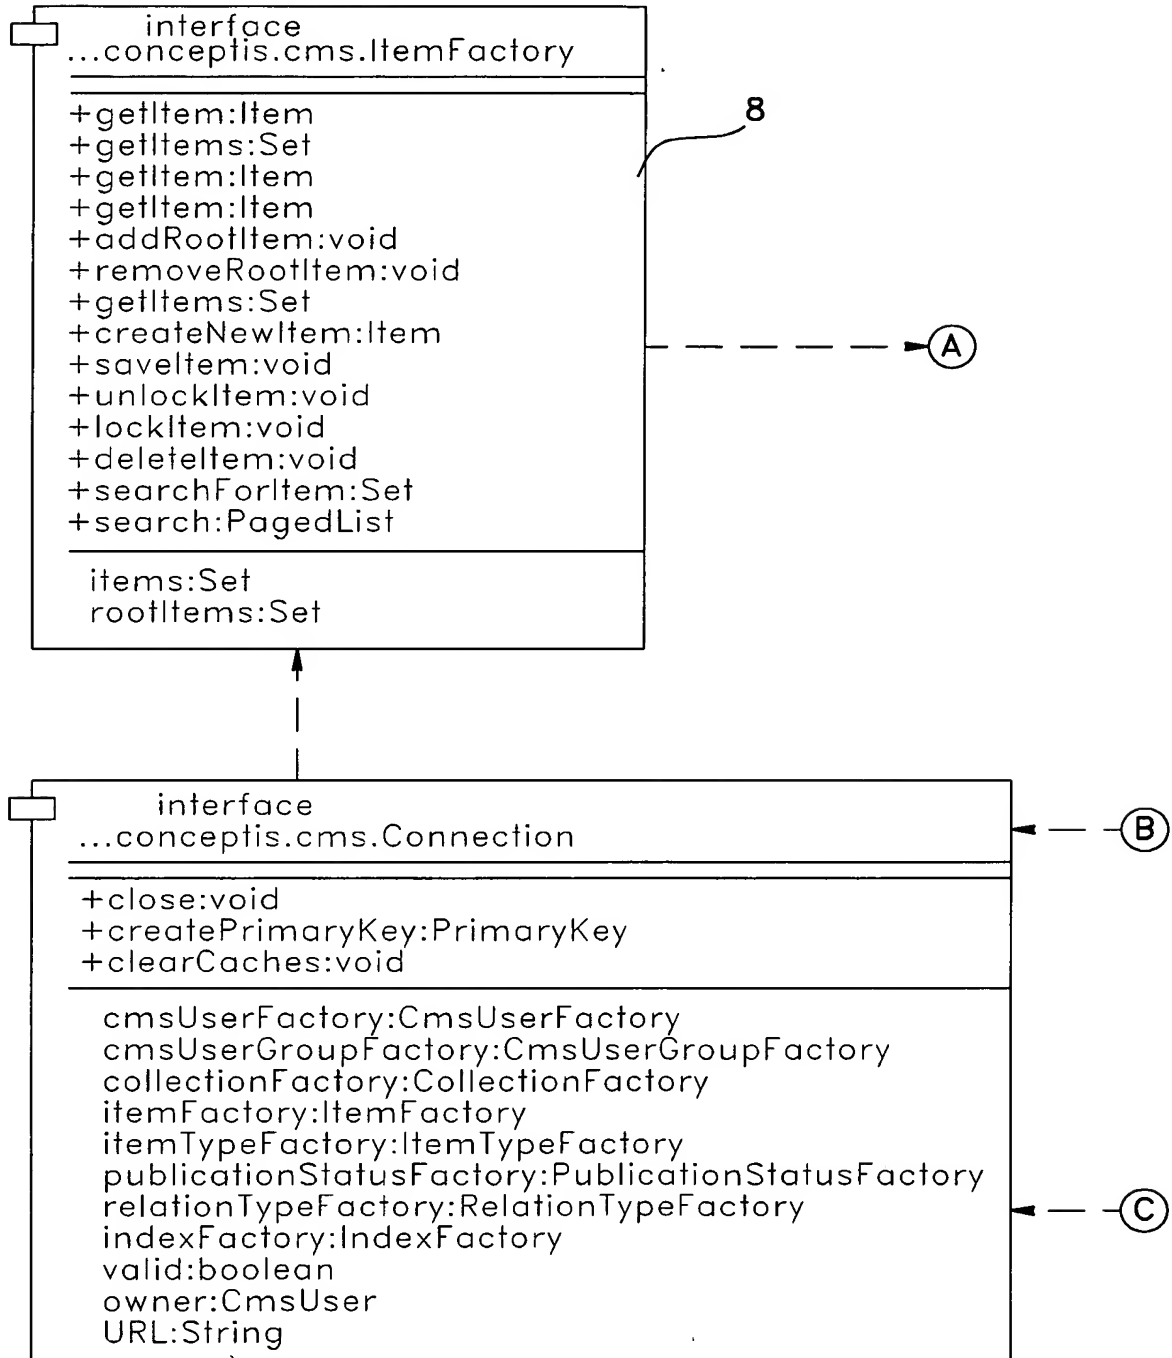 interface
...conceptis.cms.ItemFactory
+getItem:Item
8
+getItems:Set
+getItem:Item
+getItem:Item
+addRootItem:void
+removeRootItem:void
+getItems:Set
+createNewItem:Item
A
+saveItem:void
+unlockItem:void
+lockItem:void
+deleteItem:void
+searchForItem:Set
+search:PagedList
items:Set
rootItems:Set
interface
...conceptis.cms.Connection
B
+close:void
+createPrimaryKey:PrimaryKey
+clearCaches:void
cmsUserFactory:CmsUserFactory
cmsUserGroupFactory:CmsUserGroupFactory
collectionFactory:CollectionFactory
itemFactory:ItemFactory
itemTypeFactory:ItemTypeFactory
publicationStatusFactory:PublicationStatusFactory
relationTypeFactory:RelationTypeFactory
C
indexFactory:IndexFactory
valid:boolean
owner:CmsUser
URL:String